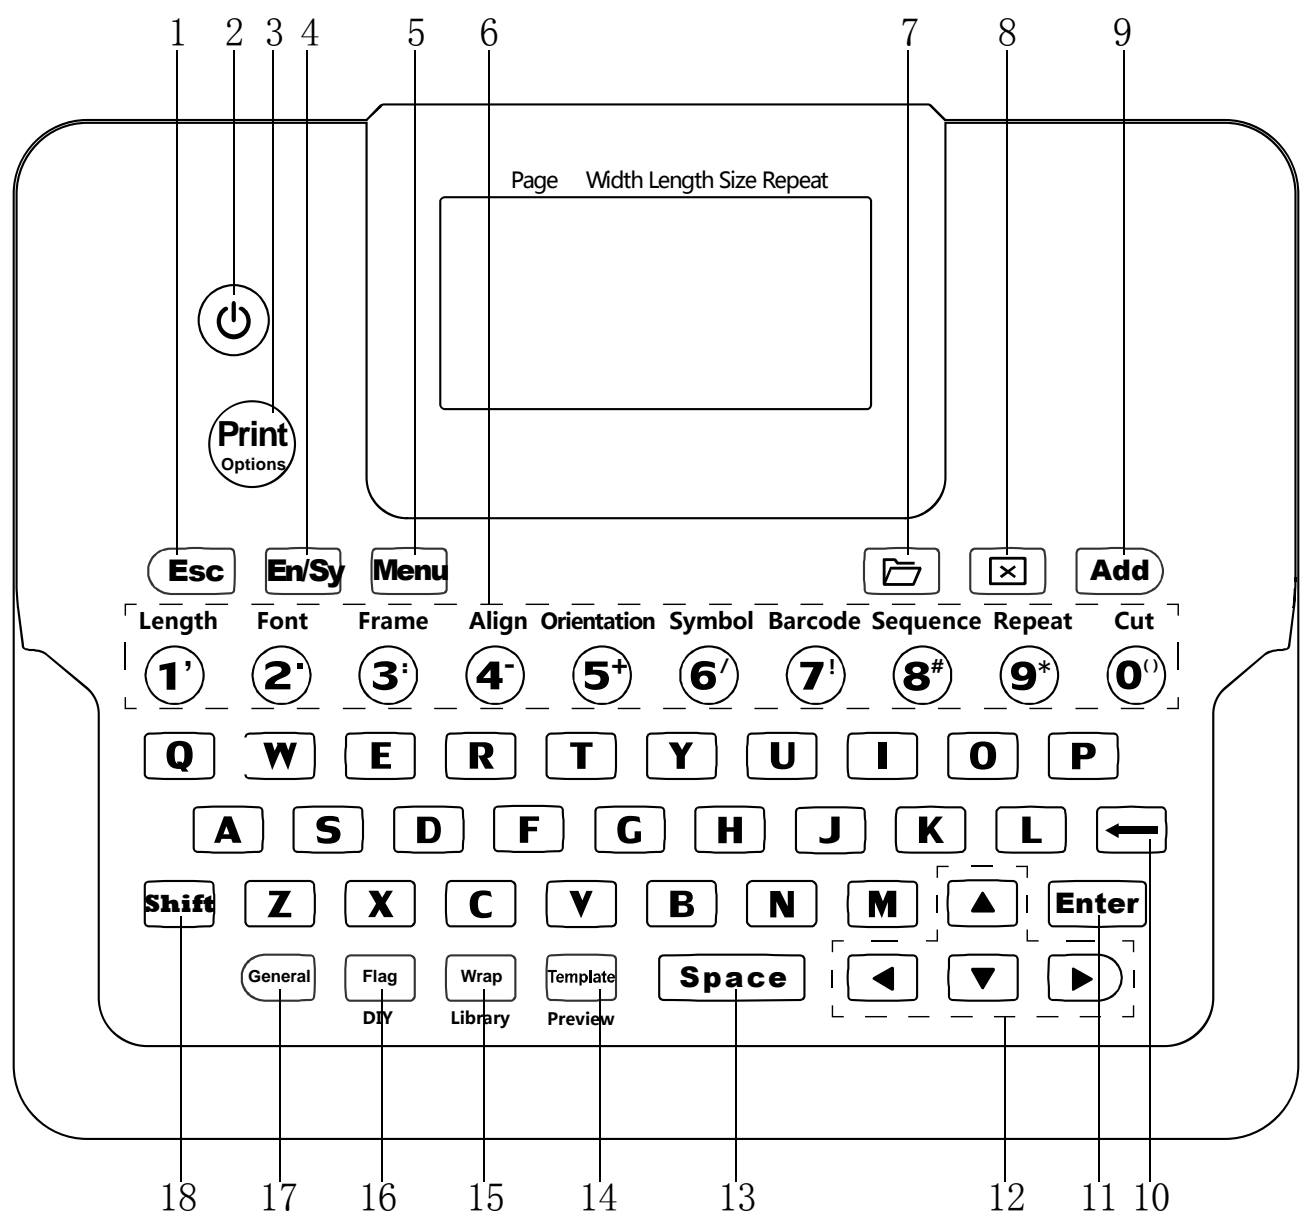 1 2 3 4 5 6 7 8 9
Page Width Length Size Repeat
Print
Options
Esc En/Sy Menu Add
Length Font Frame Align Orientation Symbol Barcode Sequence Repeat Cut
1’ 2· 3: 4- 5+ 6/ 7! 8# 9* 0()
Q W E R T Y U I O P
A S D F G H J K L
Shift Z X C V B N M Enter
General Flag Wrap Template Space
DIY Library Preview
18 17 16 15 14 13 12 11 10